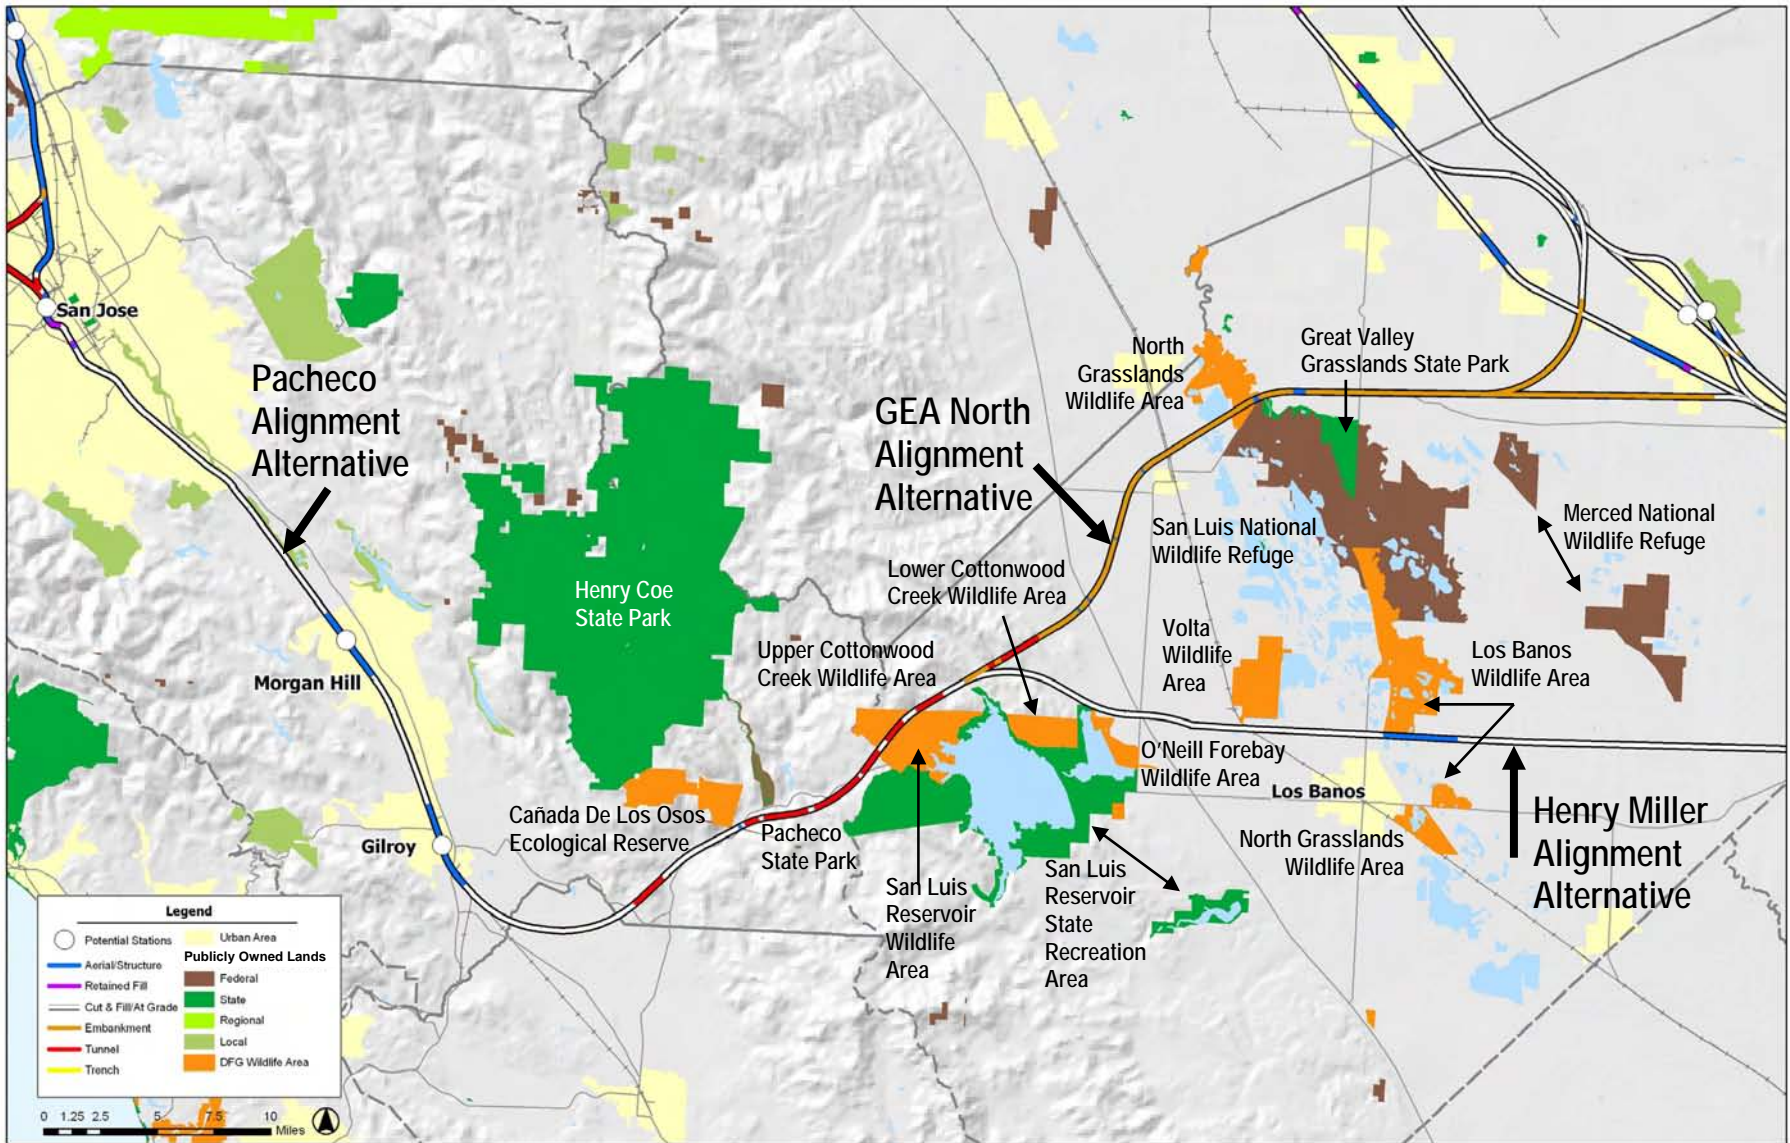 San Jose
Pacheco
Alignment
Alternative
North
Grasslands
Wildlife Area
Great Valley
Grasslands State Park
GEA North
Alignment
Alternative
San Luis National
Wildlife Refuge
Merced National
Wildlife Refuge
Henry Coe
State Park
Lower Cottonwood
Creek Wildlife Area
Upper Cottonwood
Creek Wildlife Area
Volta
Wildlife
Area
Los Banos
Wildlife Area
Morgan Hill
O'Neill Forebay
Wildlife Area
Los Banos
Henry Miller
Alignment
Alternative
Cañada De Los Osos
Ecological Reserve
Pacheco
State Park
North Grasslands
Wildlife Area
Gilroy
San Luis
Reservoir
Wildlife
Area
San Luis
Reservoir
State
Recreation
Area
Legend
Potential Stations
Aerial/Structure
Retained Fill
Cut & Fill/At Grade
Embankment
Tunnel
Trench
Urban Area
Publicly Owned Lands
Federal
State
Regional
Local
DFG Wildlife Area
0 1.25 2.5 5 7.5 10
Miles